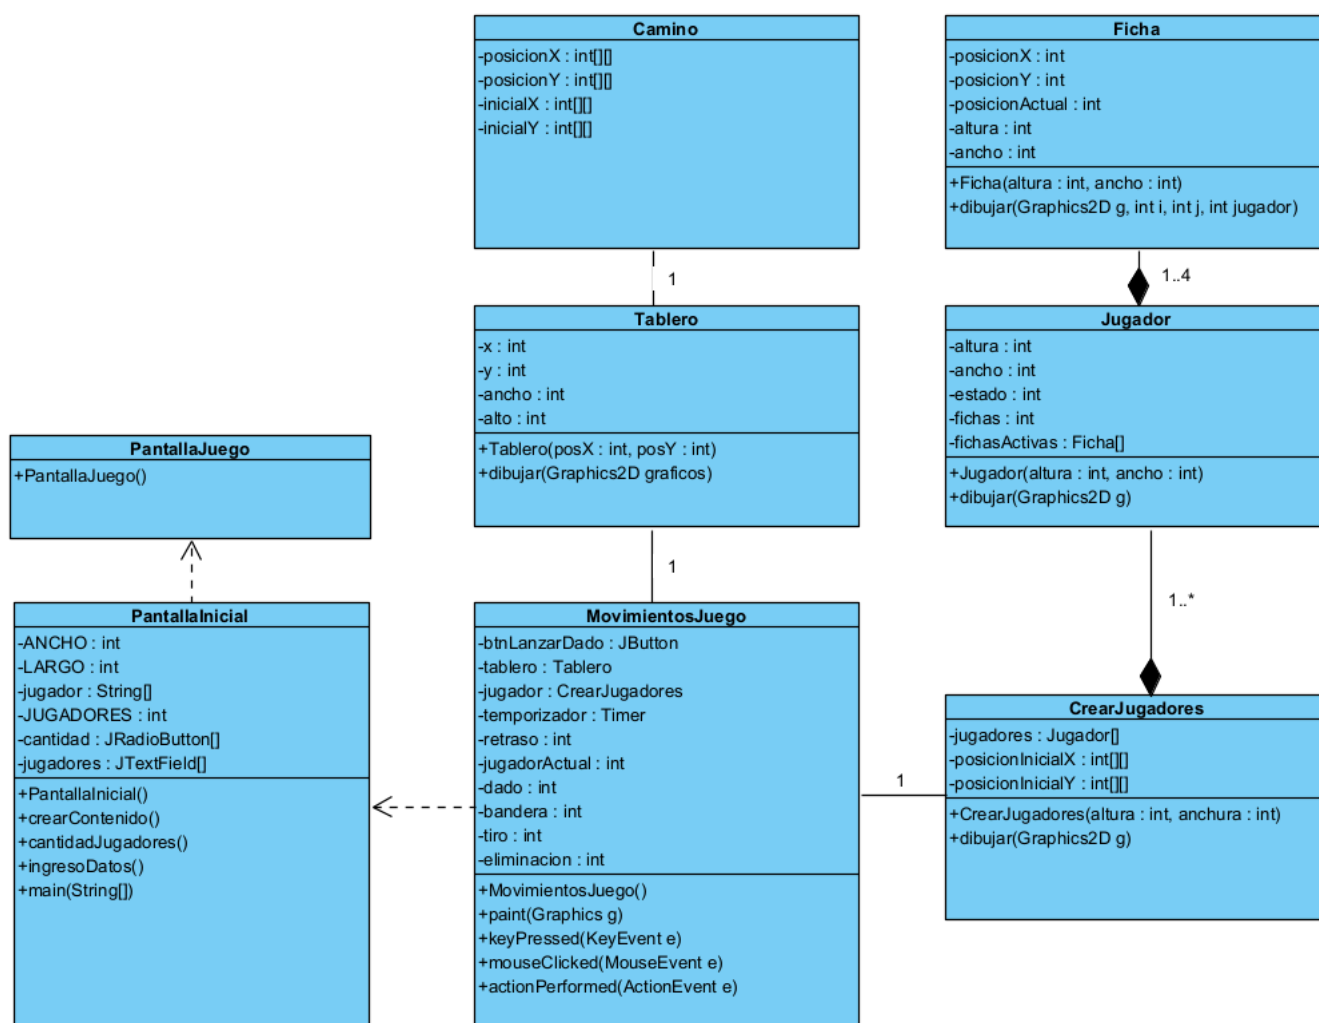 Camino
-posicionX : int[][]
-posicionY : int[][]
-inicialX : int[][]
-inicialY : int[][]
1
Ficha
-posicionX : int
-posicionY : int
-posicionActual : int
-altura : int
-ancho : int
+Ficha(altura : int, ancho : int)
+dibujar(Graphics2D g, int i, int j, int jugador)
1..4
Tablero
-x : int
-y : int
-ancho : int
-alto : int
+Tablero(posX : int, posY : int)
+dibujar(Graphics2D graficos)
1
Jugador
-altura : int
-ancho : int
-estado : int
-fichas : int
-fichasActivas : Ficha[]
+Jugador(altura : int, ancho : int)
+dibujar(Graphics2D g)
1..*
PantallaJuego
+PantallaJuego()
PantallaInicial
-ANCHO : int
-LARGO : int
-jugador : String[]
-JUGADORES : int
-cantidad : JRadioButton[]
-jugadores : JTextField[]
+PantallaInicial()
+crearContenido()
+cantidadJugadores()
+ingresoDatos()
+main(String[])
MovimientosJuego
-btnLanzarDado : JButton
-tablero : Tablero
-jugador : CrearJugadores
-temporizador : Timer
-retraso : int
-jugadorActual : int
-dado : int
-bandera : int
-tiro : int
-eliminacion : int
+MovimientosJuego()
+paint(Graphics g)
+keyPressed(KeyEvent e)
+mouseClicked(MouseEvent e)
+actionPerformed(ActionEvent e)
1
CrearJugadores
-jugadores : Jugador[]
-posicionInicialX : int[][]
-posicionInicialY : int[][]
+CrearJugadores(altura : int, anchura : int)
+dibujar(Graphics2D g)